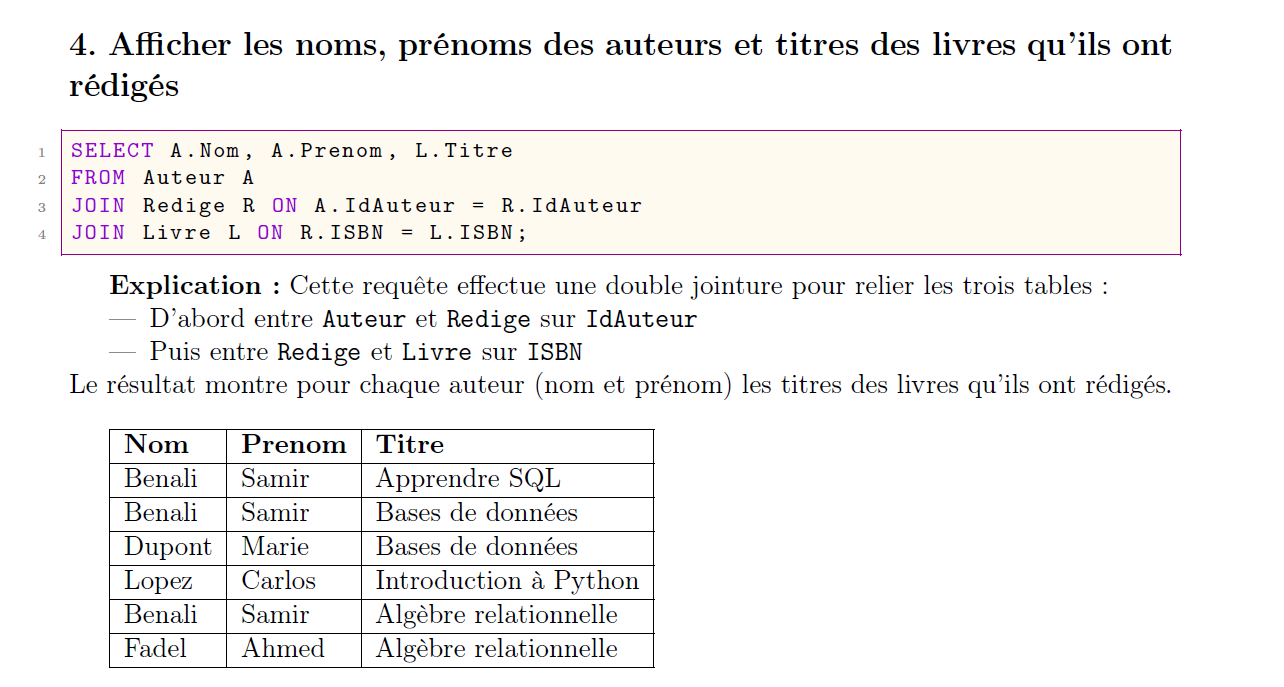 4. Afficher les noms, prénoms des auteurs et titres des livres qu'ils ont
rédigés
1 SELECT A.Nom, A.Prenom, L.Titre
2 FROM Auteur A
3 JOIN Redige R ON A.IdAuteur = R.IdAuteur
4 JOIN Livre L ON R.ISBN = L.ISBN;
Explication : Cette requête effectue une double jointure pour relier les trois tables :
— D'abord entre Auteur et Redige sur IdAuteur
— Puis entre Redige et Livre sur ISBN
Le résultat montre pour chaque auteur (nom et prénom) les titres des livres qu'ils ont rédigés.
Nom Prenom Titre
Benali Samir Apprendre SQL
Benali Samir Bases de données
Dupont Marie Bases de données
Lopez Carlos Introduction à Python
Benali Samir Algèbre relationnelle
Fadel Ahmed Algèbre relationnelle